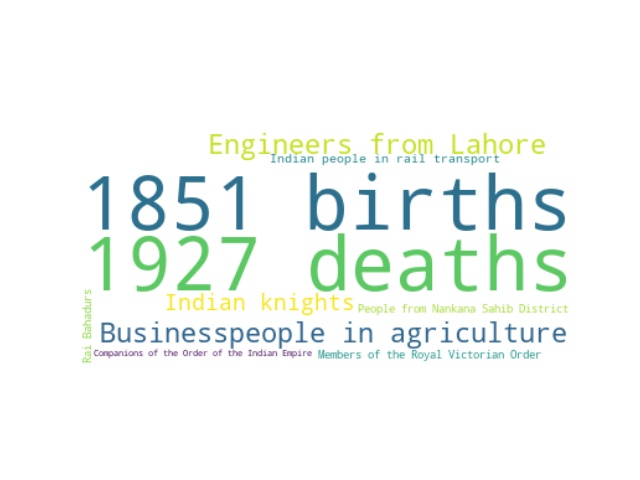 Engineers from Lahore
Indian people in rail transport
1851 births
1927 deaths
Indian knights
People from Nankana Sahib District
Rai Bahadurs
Businesspeople in agriculture
Companions of the Order of the Indian Empire
Members of the Royal Victorian Order